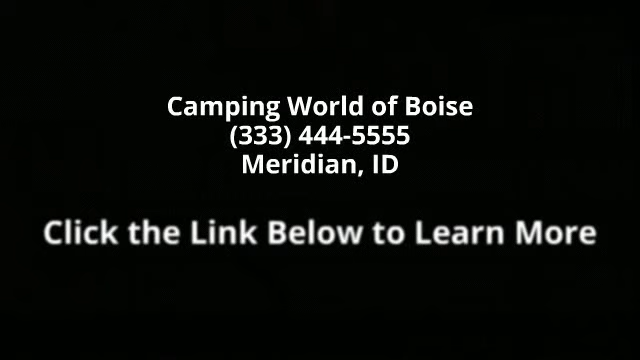 Camping World of Boise
(333) 444-5555
Meridian, ID
Click the Link Below to Learn More